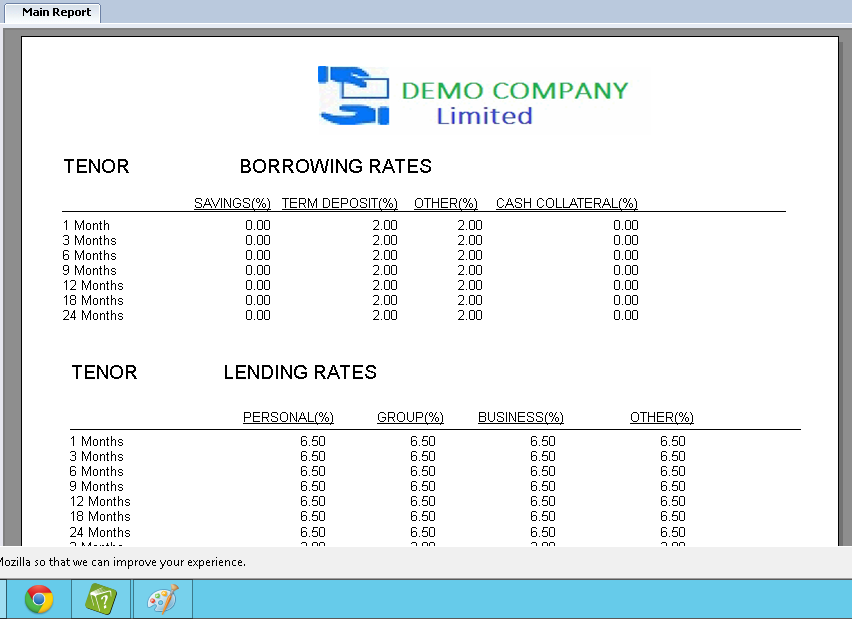 Main Report
DEMO COMPANY
Limited
TENOR BORROWING RATES
SAVINGS(%) TERM DEPOSIT(%) OTHER(%) CASH COLLATERAL(%)
1 Month 0.00 2.00 2.00 0.00
3 Months 0.00 2.00 2.00 0.00
6 Months 0.00 2.00 2.00 0.00
9 Months 0.00 2.00 2.00 0.00
12 Months 0.00 2.00 2.00 0.00
18 Months 0.00 2.00 2.00 0.00
24 Months 0.00 2.00 2.00 0.00
TENOR LENDING RATES
PERSONAL(%) GROUP(%) BUSINESS(%) OTHER(%)
1 Months 6.50 6.50 6.50 6.50
3 Months 6.50 6.50 6.50 6.50
6 Months 6.50 6.50 6.50 6.50
9 Months 6.50 6.50 6.50 6.50
12 Months 6.50 6.50 6.50 6.50
18 Months 6.50 6.50 6.50 6.50
24 Months 6.50 6.50 6.50 6.50
Mozilla so that we can improve your experience.